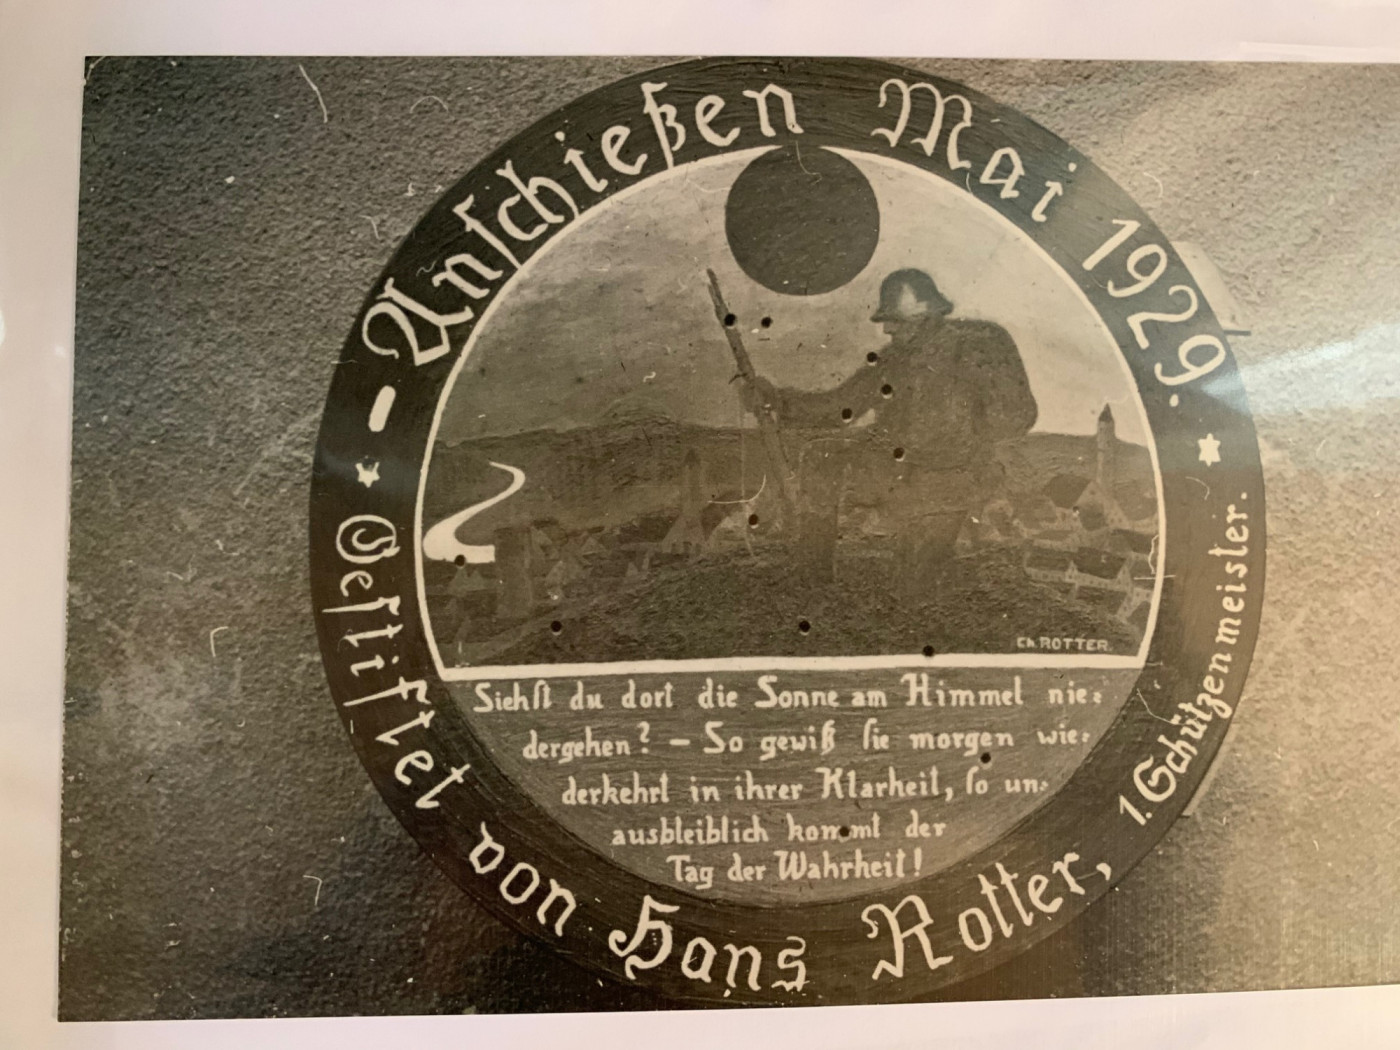 – Anschießen Mai 1929.
Gestiftet von Hans Rotter, 1. Schützenmeister.
Ch. ROTTER.
Siehst du dort die Sonne am Himmel nie=
dergehen? – So gewiß sie morgen wie=
derkehrt in ihrer Klarheit, so un=
ausbleiblich kommt der
Tag der Wahrheit!